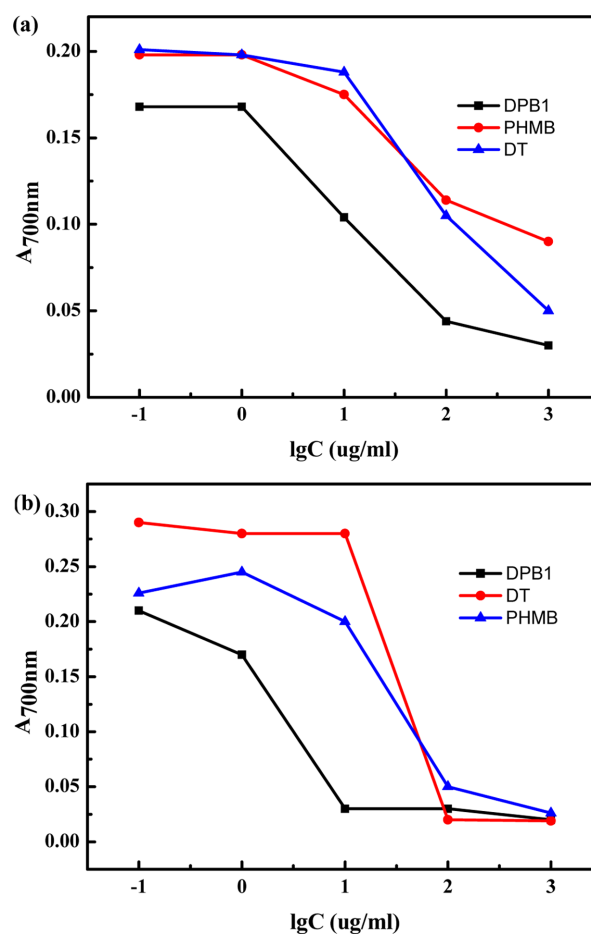 (a)
0.20
0.15
0.10
0.05
0.00
A700nm
DPB1
PHMB
DT
-1 0 1 2 3
lgC (ug/ml)
(b)
0.30
0.25
0.20
0.15
0.10
0.05
0.00
A700nm
DPB1
DT
PHMB
-1 0 1 2 3
lgC (ug/ml)